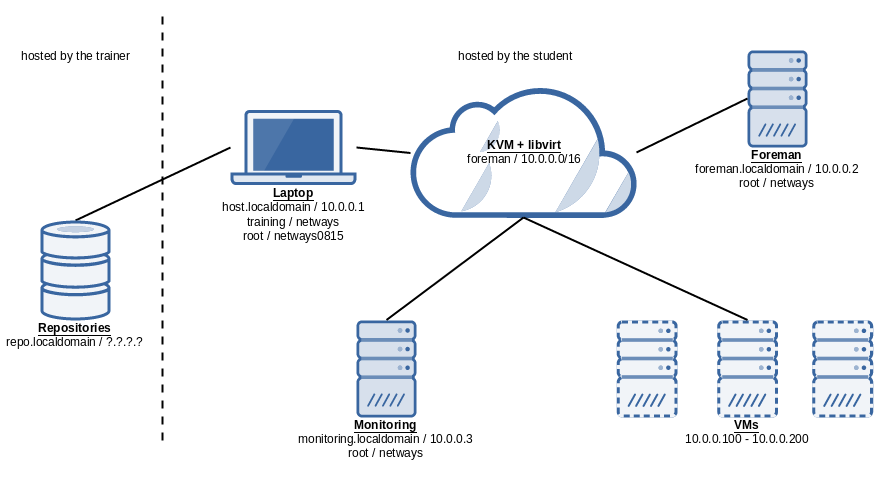 hosted by the trainer
hosted by the student
KVM + libvirt
foreman / 10.0.0.0/16
Foreman
foreman.localdomain / 10.0.0.2
root / netways
Laptop
host.localdomain / 10.0.0.1
training / netways
root / netways0815
Repositories
repo.localdomain / ?.?.?.?
Monitoring
monitoring.localdomain / 10.0.0.3
root / netways
VMs
10.0.0.100 - 10.0.0.200